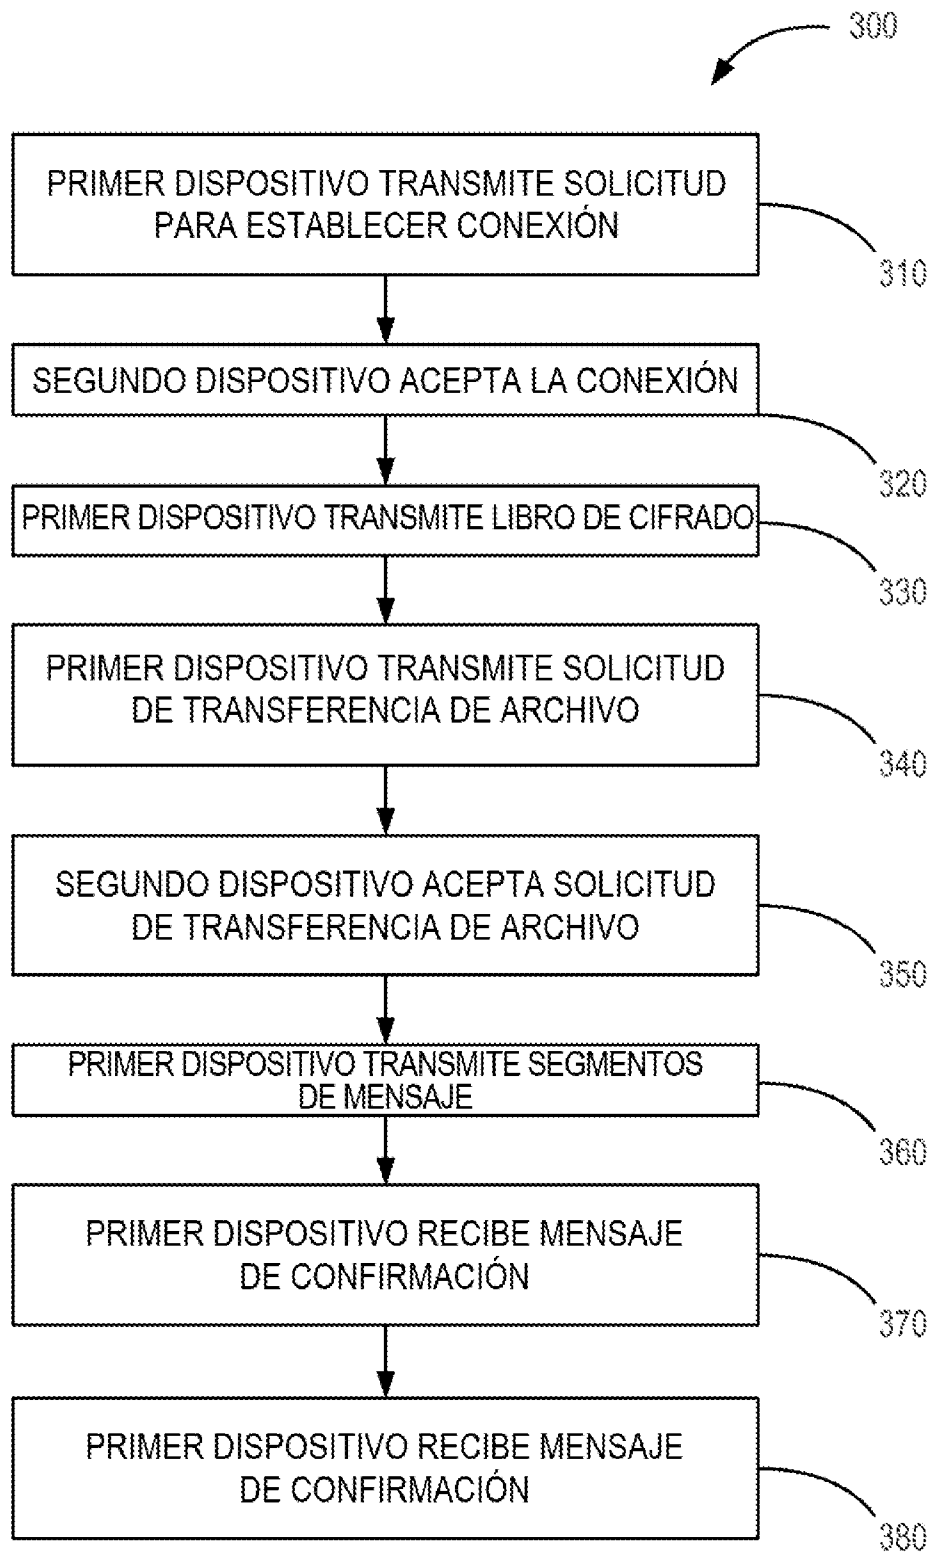 300
PRIMER DISPOSITIVO TRANSMITE SOLICITUD
PARA ESTABLECER CONEXIÓN
310
SEGUNDO DISPOSITIVO ACEPTA LA CONEXIÓN
320
PRIMER DISPOSITIVO TRANSMITE LIBRO DE CIFRADO
330
PRIMER DISPOSITIVO TRANSMITE SOLICITUD
DE TRANSFERENCIA DE ARCHIVO
340
SEGUNDO DISPOSITIVO ACEPTA SOLICITUD
DE TRANSFERENCIA DE ARCHIVO
350
PRIMER DISPOSITIVO TRANSMITE SEGMENTOS
DE MENSAJE
360
PRIMER DISPOSITIVO RECIBE MENSAJE
DE CONFIRMACIÓN
370
PRIMER DISPOSITIVO RECIBE MENSAJE
DE CONFIRMACIÓN
380